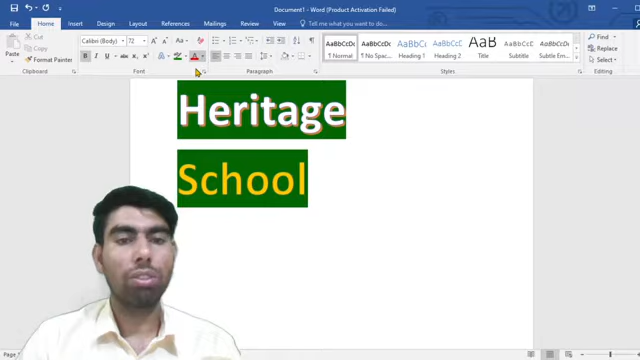 Document1 - Word (Product Activation Failed)
File Home Insert Design Layout References Mailings Review View Help Tell me what you want to do...
Paste
Cut
Copy
Format Painter
Calibri (Body) 72
AaBbCcDc AaBbCcDc AaBbCc AaBbCcC AaB AaBbCcC AaBbCcDc
¶ Normal ¶ No Spac... Heading 1 Heading 2 Title Subtitle Subtle Em...
Find
Replace
Select
Clipboard Font Paragraph Styles Editing
Heritage
School